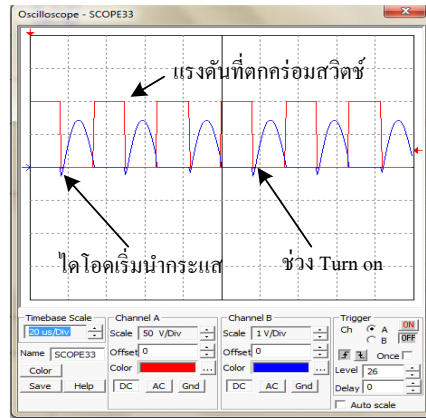 Oscilloscope - SCOPE33
แรงดันที่ตกคร่อมสวิตช์
ไดโอดเริ่มนำกระแส
ช่วง Turn on
Timebase Scale
20 us/Div
Name SCOPE33
Color
Save Help
Channel A
Scale 50 V/Div
Offset 0
Color ...
DC AC Gnd
Channel B
Scale 1 V/Div
Offset 0
Color ...
DC AC Gnd
Trigger
Ch A ON
B OFF
Once
Level 26
Delay 0
Auto scale